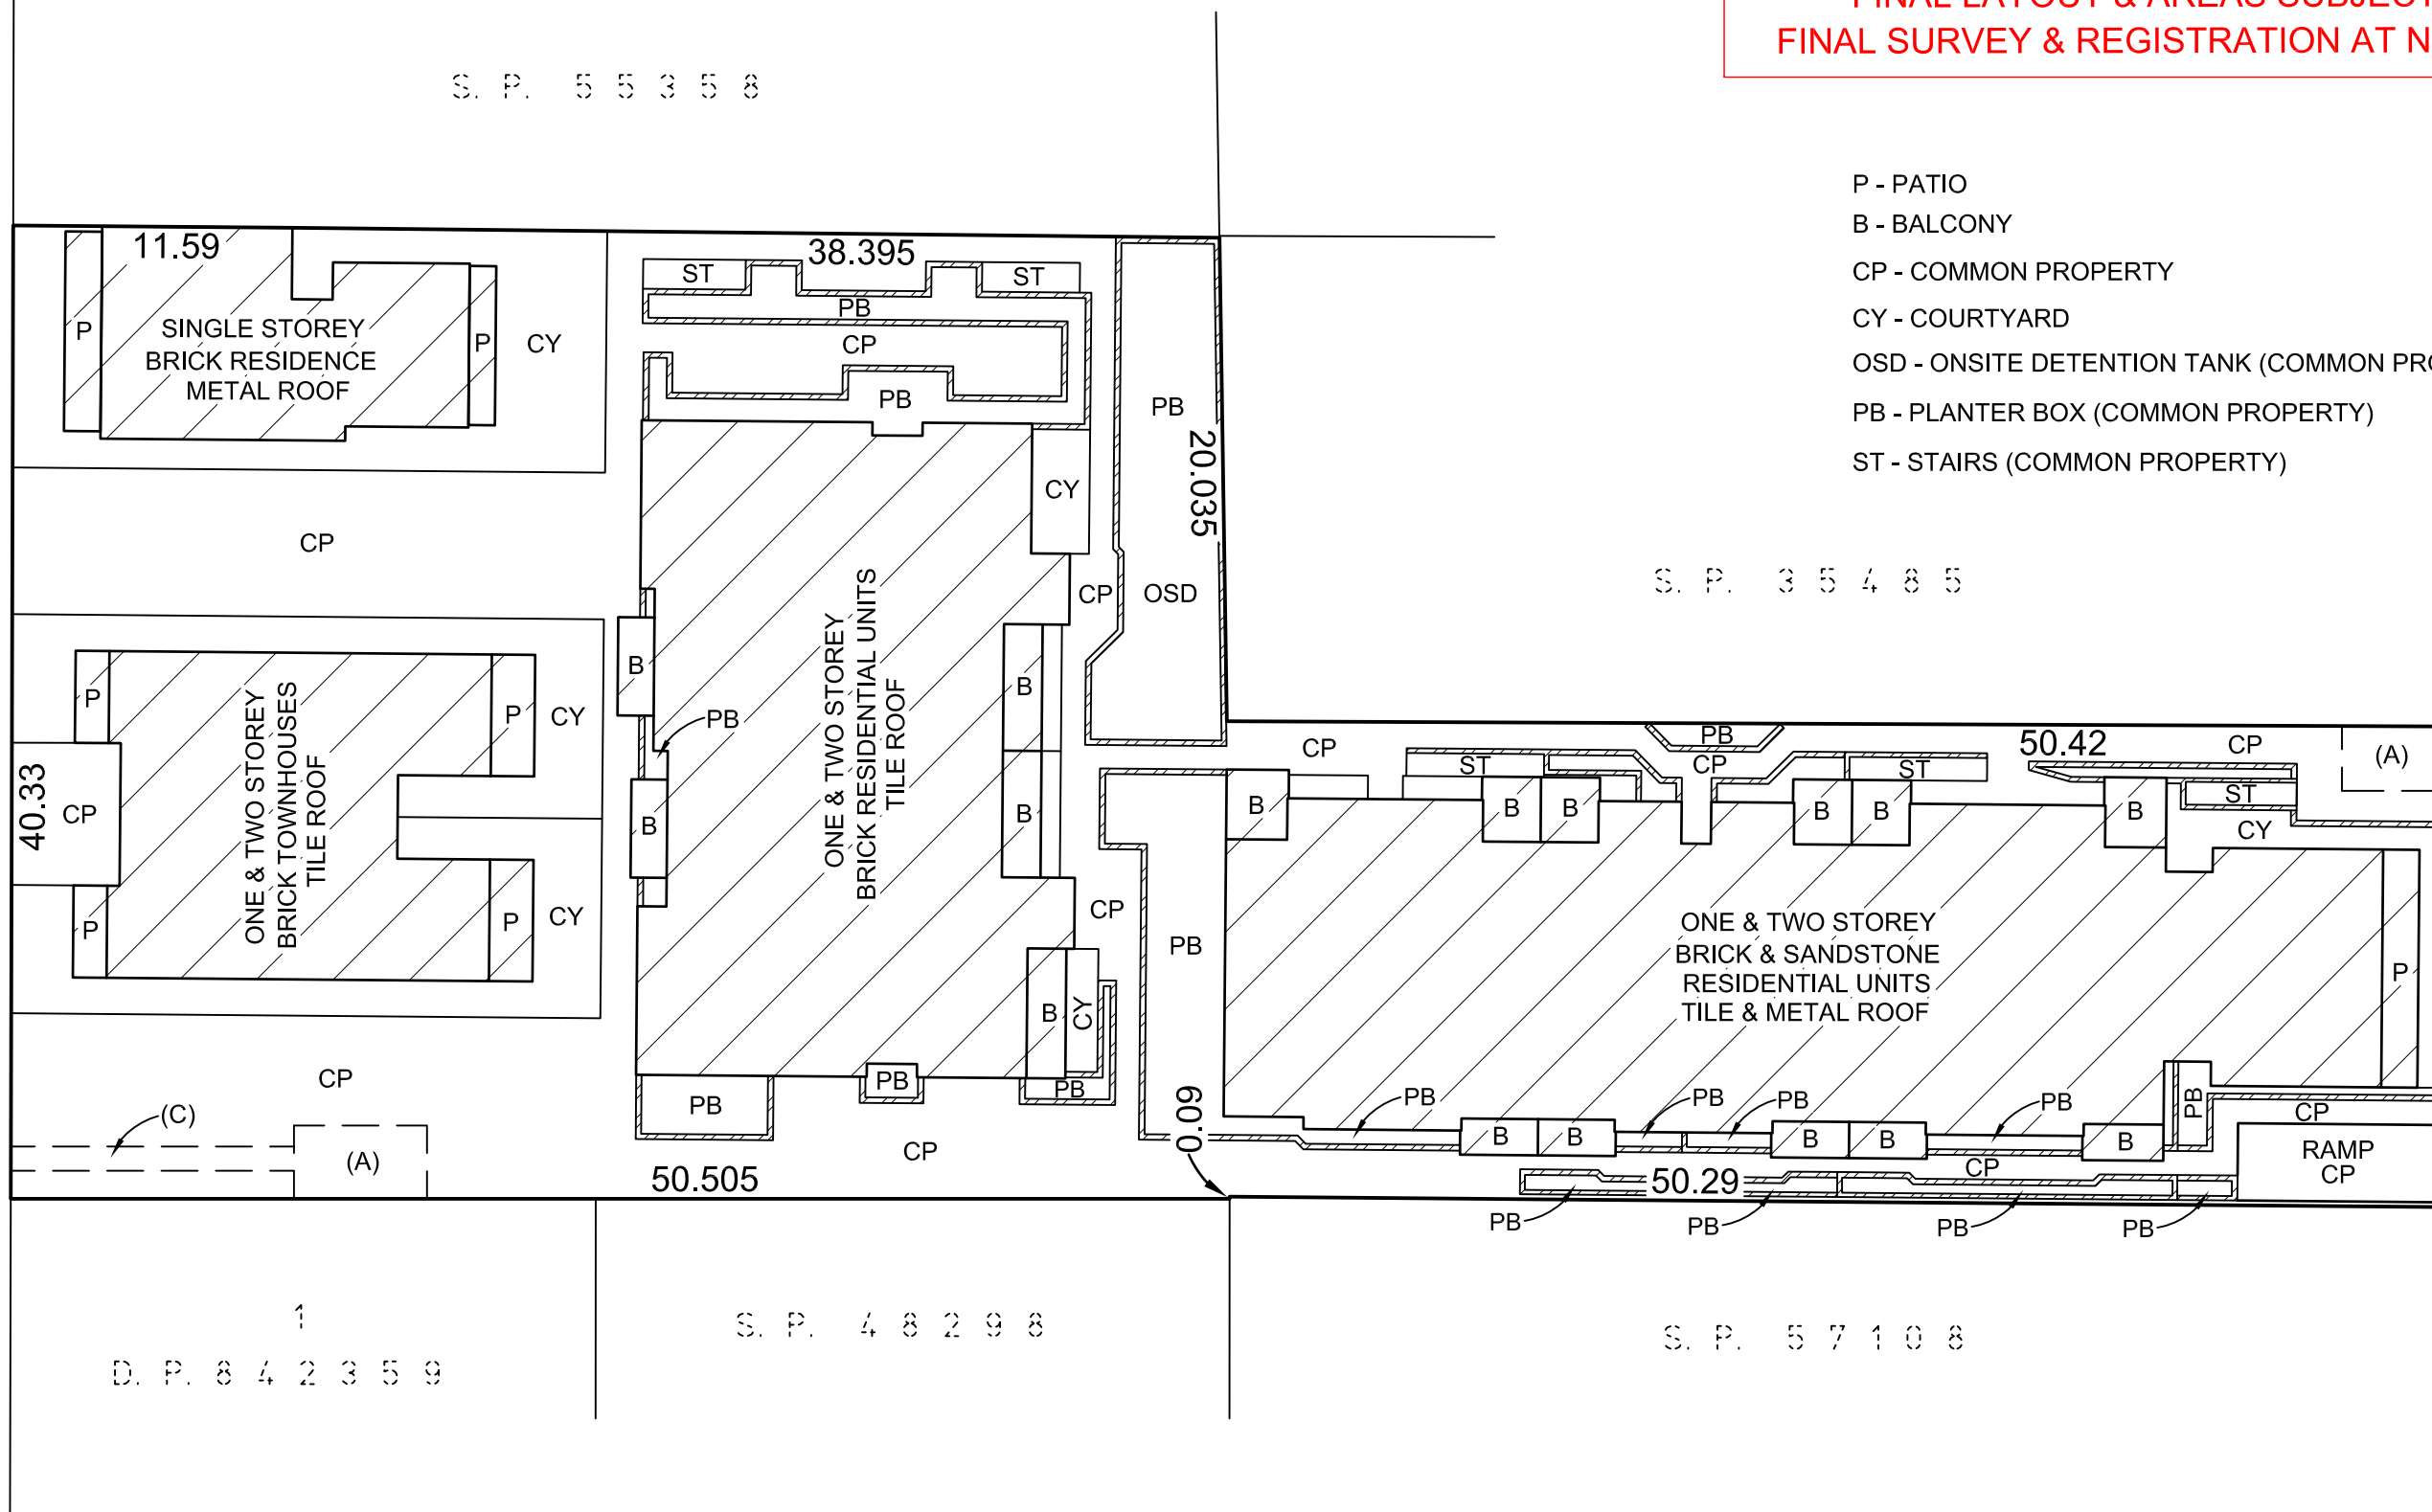 FINAL LAYOUT & AREAS SUBJECT
FINAL SURVEY & REGISTRATION AT N
S. P. 55358
P - PATIO
B - BALCONY
CP - COMMON PROPERTY
CY - COURTYARD
OSD - ONSITE DETENTION TANK (COMMON PRO
PB - PLANTER BOX (COMMON PROPERTY)
ST - STAIRS (COMMON PROPERTY)
11.59
38.395
ST
ST
PB
P
SINGLE STOREY
BRICK RESIDENCE
METAL ROOF
P
CY
CP
PB
PB
20.035
CY
CP
OSD
CP
S. P. 35485
ONE & TWO STOREY
BRICK RESIDENTIAL UNITS
TILE ROOF
B
PB
B
B
B
P
P
CY
ONE & TWO STOREY
BRICK TOWNHOUSES
TILE ROOF
40.33
CP
P
P
CY
CP
PB
CP
ST
PB
CP
ST
50.42
CP
(A)
ST
CY
B
B
B
B
B
B
ONE & TWO STOREY
BRICK & SANDSTONE
RESIDENTIAL UNITS
TILE & METAL ROOF
P
B
CY
CP
(C)
(A)
PB
PB
PB
CP
50.505
0.09
PB
PB
PB
PB
PB
CP
B
B
B
B
B
CP
RAMP
CP
50.29
PB
PB
PB
PB
1
D. P. 842359
S. P. 48298
S. P. 57108